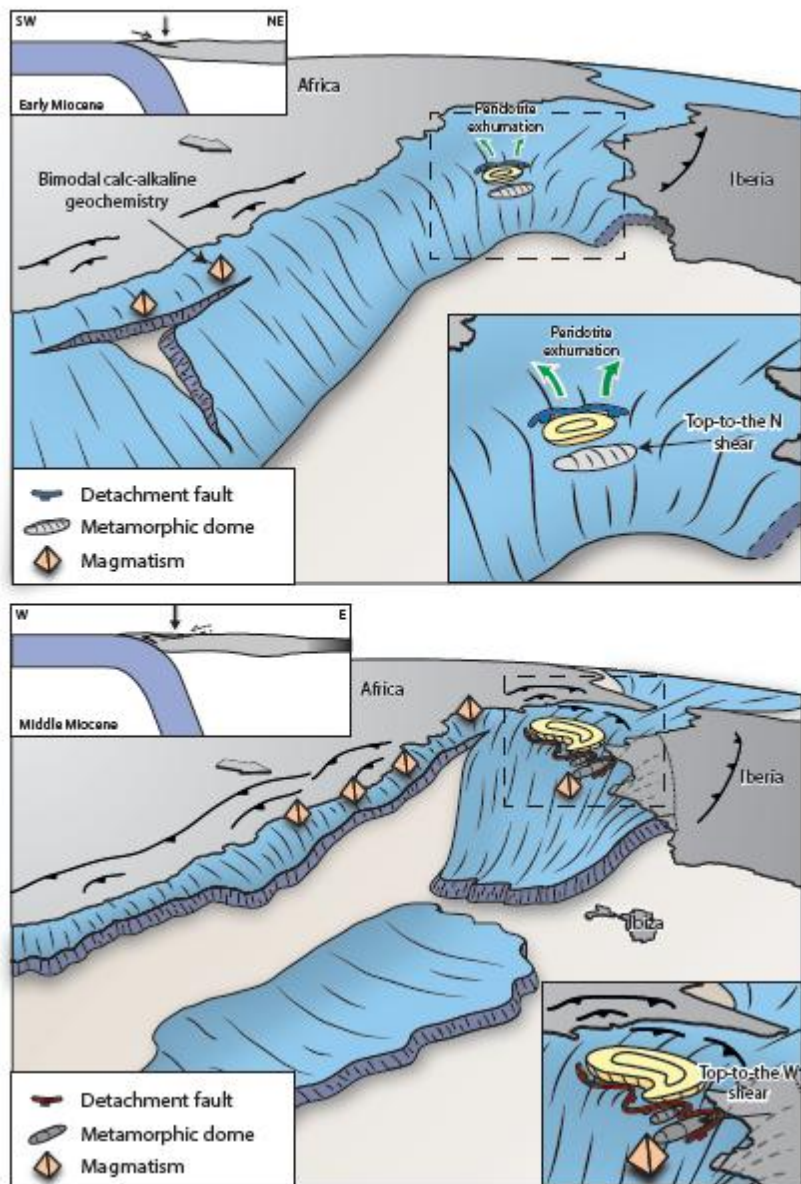 SW
NE
Early Miocene
Africa
Peridotite
exhumation
Iberia
Bimodal calc-alkaline
geochemistry
Peridotite
exhumation
Top-to-the N
shear
Detachment fault
Metamorphic dome
Magmatism
W
E
Middle Miocene
Africa
Iberia
Ibiza
Top-to-the W
shear
Detachment fault
Metamorphic dome
Magmatism